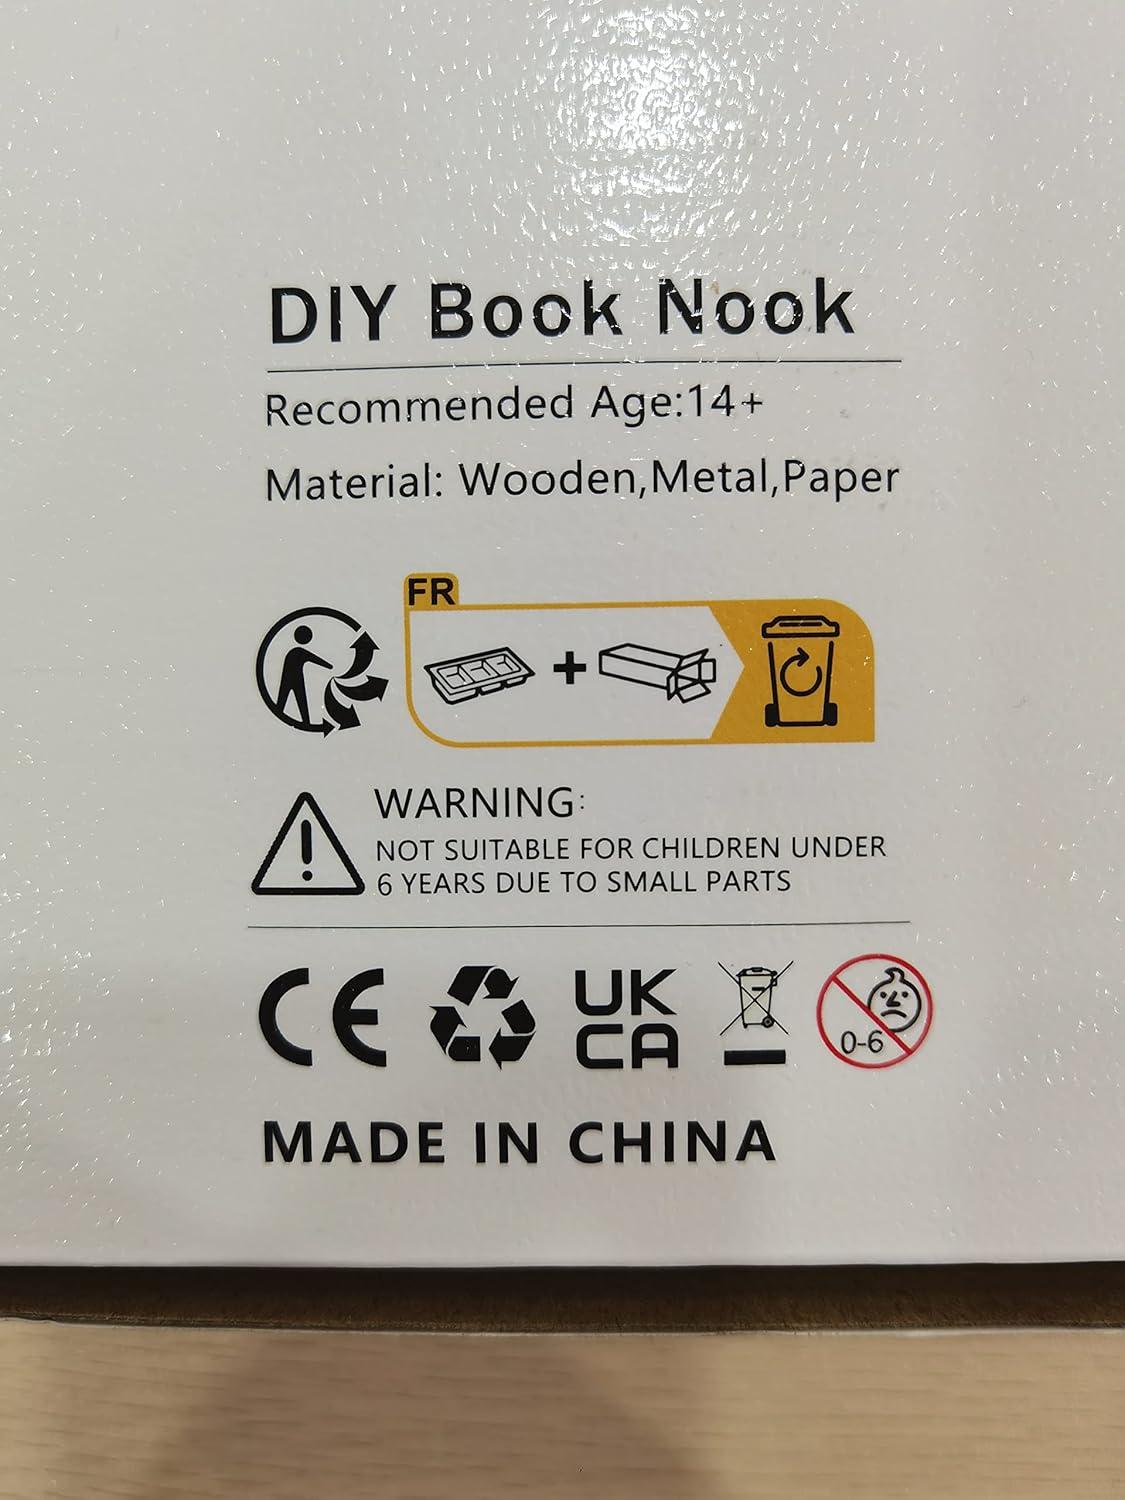 DIY Book Nook
Recommended Age:14+
Material: Wooden,Metal,Paper
FR
WARNING:
NOT SUITABLE FOR CHILDREN UNDER
6 YEARS DUE TO SMALL PARTS
CE UK CA 0-6
MADE IN CHINA